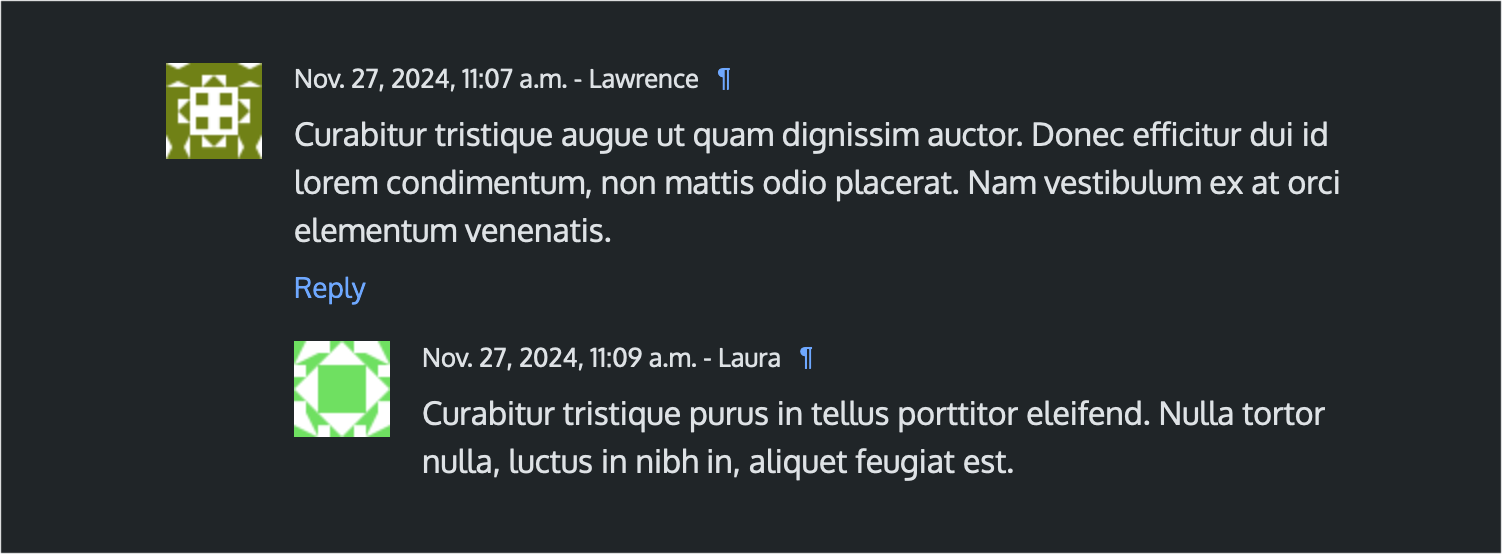 Nov. 27, 2024, 11:07 a.m. - Lawrence ¶
Curabitur tristique augue ut quam dignissim auctor. Donec efficitur dui id
lorem condimentum, non mattis odio placerat. Nam vestibulum ex at orci
elementum venenatis.
Reply
Nov. 27, 2024, 11:09 a.m. - Laura ¶
Curabitur tristique purus in tellus porttitor eleifend. Nulla tortor
nulla, luctus in nibh in, aliquet feugiat est.